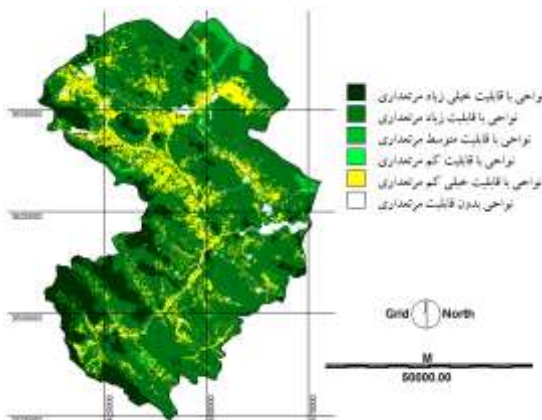 نواحی با قابلیت خیلی زیاد مرتعداری
نواحی با قابلیت زیاد مرتعداری
نواحی با قابلیت متوسط مرتعداری
نواحی با قابلیت کم مرتعداری
نواحی با قابلیت خیلی کم مرتعداری
نواحی بدون قابلیت مرتعداری
Grid North
M
50000.00